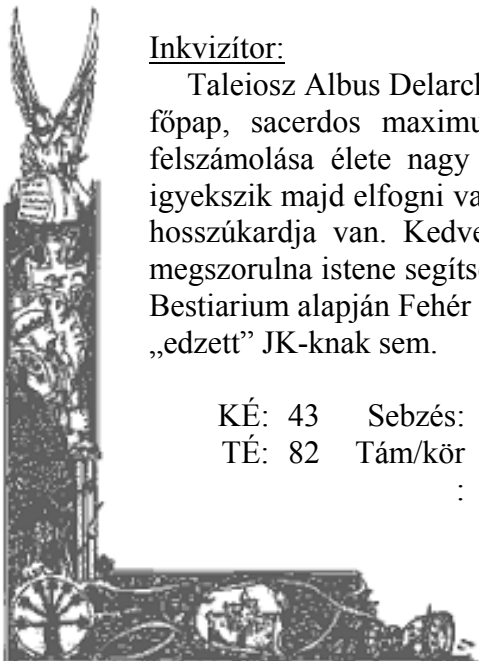 Inkvizítor:
Taleiosz Albus Delarch
főpap, sacerdos maximu
felszámolása élete nagy
igyekszik majd elfogni va
hosszúkardja van. Kedve
megszorulna istene segítsé
Bestiarium alapján Fehér
„edzett” JK-knak sem.
KÉ: 43 Sebzés:
TÉ: 82 Tám/kör
: